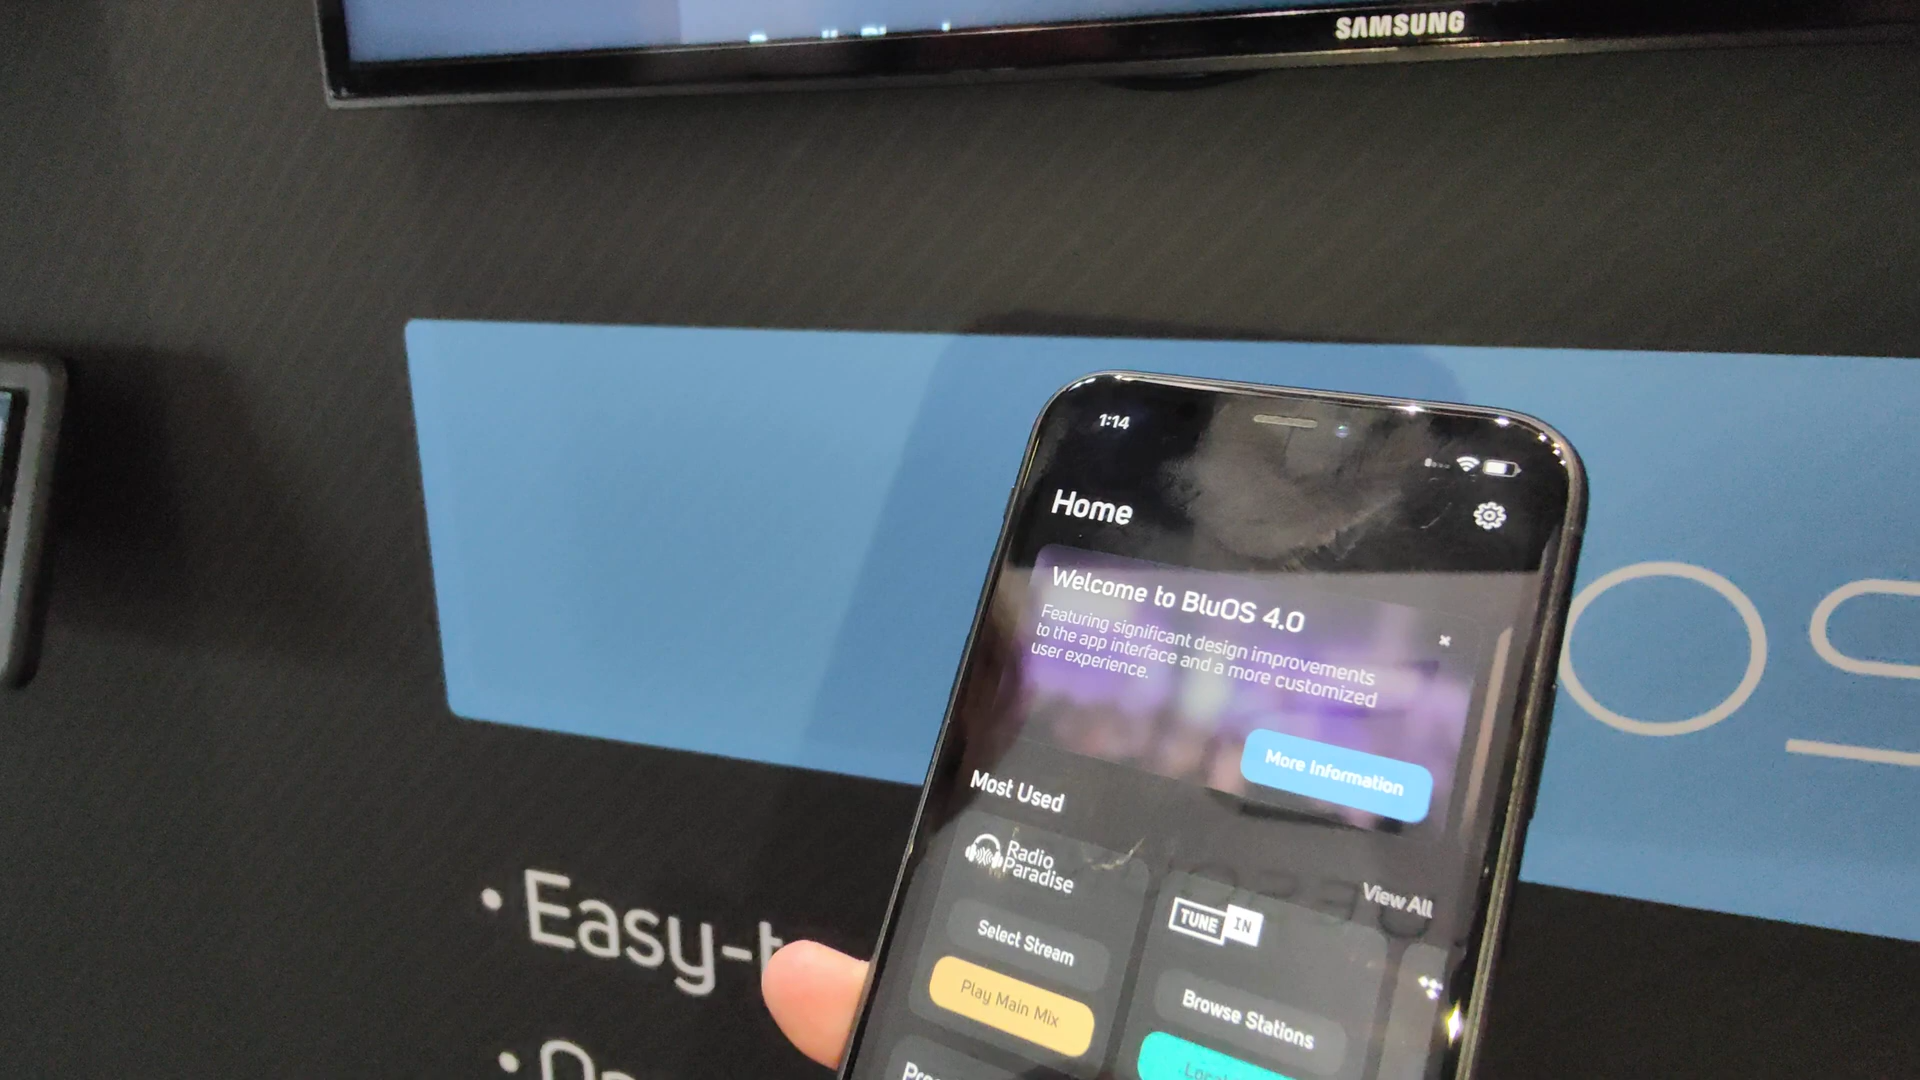 SAMSUNG
1:14
Home
Welcome to BluOS 4.0
Featuring significant design improvements
to the app interface and a more customized
user experience.
More Information
Most Used
View All
Radio
Paradise
Select Stream
Play Main Mix
TUNE IN
Browse Stations
OS
• Easy-t